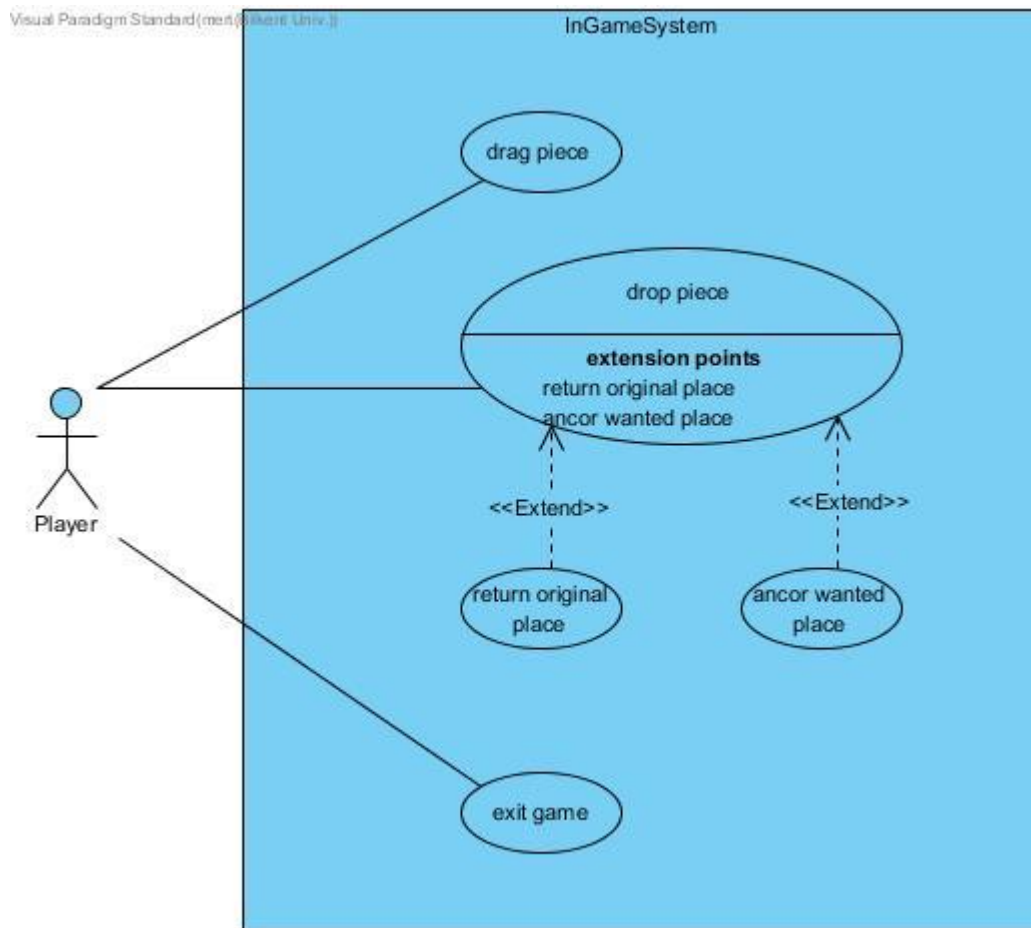 Visual Paradigm Standard(mert(Bilkent Univ.))
InGameSystem
drag piece
drop piece
extension points
return original place
ancor wanted place
<<Extend>>
<<Extend>>
Player
return original
place
ancor wanted
place
exit game